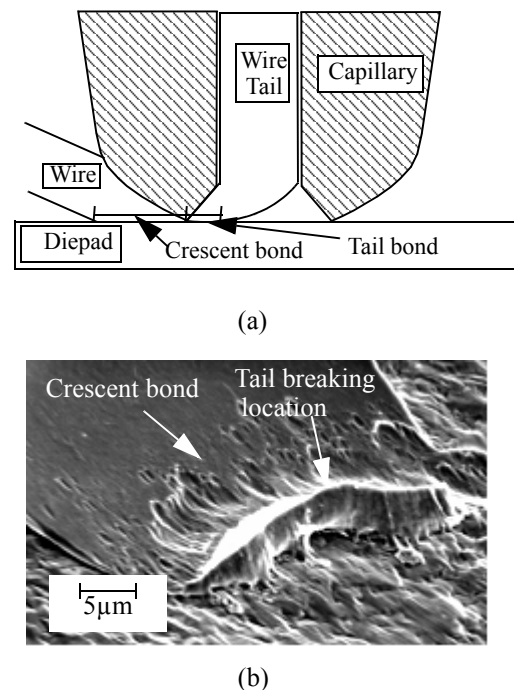 Wire
Tail
Capillary
Wire
Diepad
Crescent bond
Tail bond
(a)
Crescent bond
Tail breaking
location
5µm
(b)